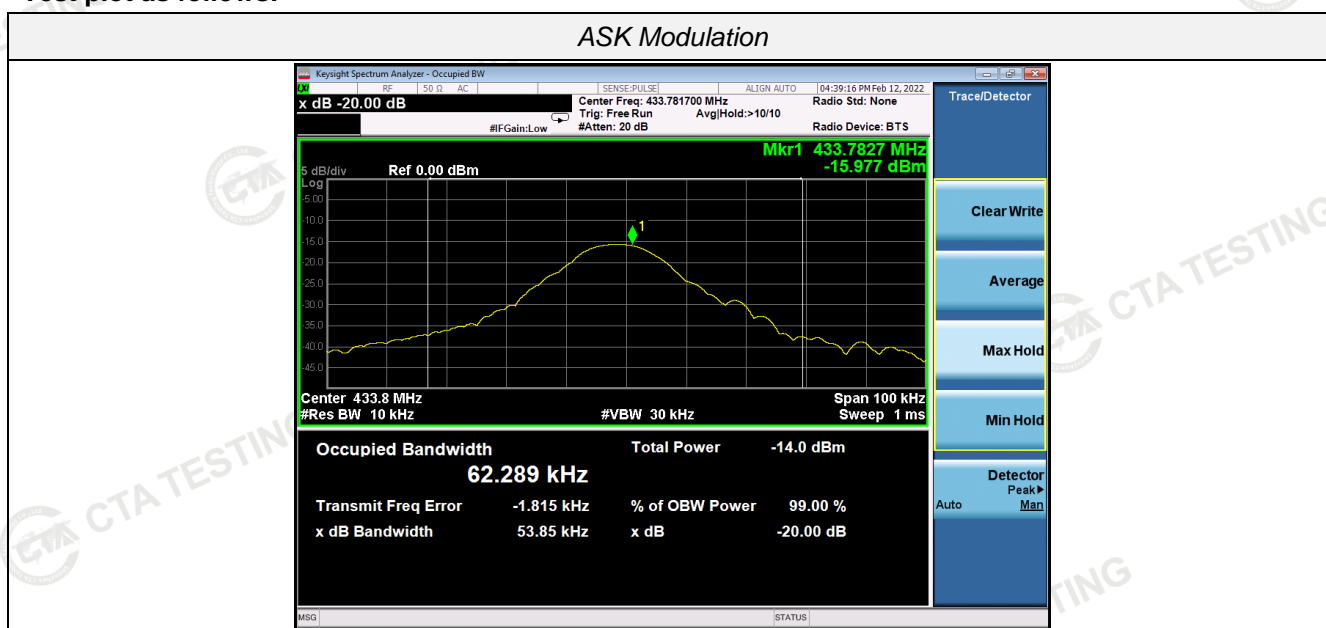 Test plot as follows:
ASK Modulation
Keysight Spectrum Analyzer - Occupied BW
LXI RF 50 Ω AC SENSE:PULSE ALIGN AUTO 04:39:16 PM Feb 12, 2022
x dB -20.00 dB
Center Freq: 433.781700 MHz Radio Std: None
Trig: Free Run Avg|Hold:>10/10
#IFGain:Low #Atten: 20 dB Radio Device: BTS
Trace/Detector
Mkr1 433.7827 MHz
-15.977 dBm
5 dB/div Ref 0.00 dBm
Log
-5.00
-10.0
-15.0
-20.0
-25.0
-30.0
-35.0
-40.0
-45.0
1
Center 433.8 MHz Span 100 kHz
#Res BW 10 kHz #VBW 30 kHz Sweep 1 ms
Clear Write
Average
Max Hold
Min Hold
Detector
Peak▶
Auto Man
Occupied Bandwidth Total Power -14.0 dBm
62.289 kHz
Transmit Freq Error -1.815 kHz % of OBW Power 99.00 %
x dB Bandwidth 53.85 kHz x dB -20.00 dB
MSG STATUS
CTA TESTING
CTA TESTING
CTA
TING